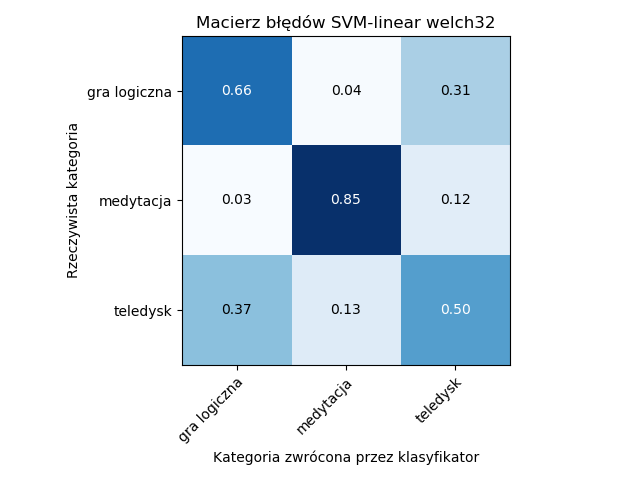 Macierz błędów SVM-linear welch32
Rzeczywista kategoria
gra logiczna 0.66 0.04 0.31
medytacja 0.03 0.85 0.12
teledysk 0.37 0.13 0.50
gra logiczna medytacja teledysk
Kategoria zwrócona przez klasyfikator